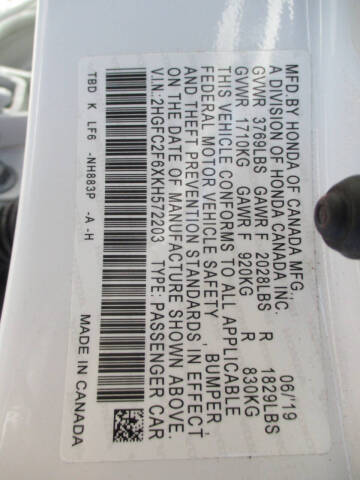 MFD.BY HONDA OF CANADA MFG.; 06/'19
A DIVISION OF HONDA CANADA INC.
GVWR 3769LBS GAWR F 2028LBS R 1829LBS
GVWR 1710KG GAWR F 920KG R 830KG
THIS VEHICLE CONFORMS TO ALL APPLICABLE
FEDERAL MOTOR VEHICLE SAFETY , BUMPER,
AND THEFT PREVENTION STANDARDS IN EFFECT
ON THE DATE OF MANUFACTURE SHOWN ABOVE.
V.I.N: 2HGFC2F6XKH572203 TYPE: PASSENGER CAR
TBD K LF6 -NH883P -A -H
MADE IN CANADA